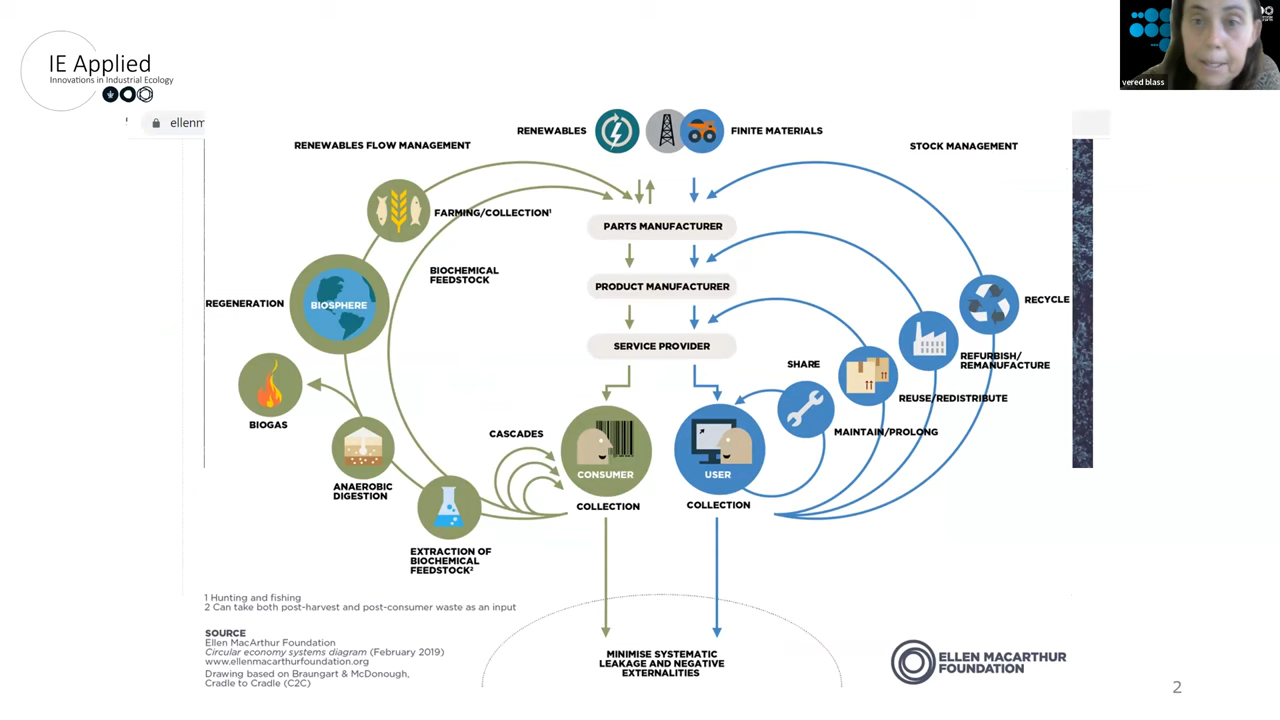 IE Applied
Innovations in Industrial Ecology
vered blass
ellenm
RENEWABLES
FINITE MATERIALS
RENEWABLES FLOW MANAGEMENT
STOCK MANAGEMENT
FARMING/COLLECTION¹
PARTS MANUFACTURER
BIOCHEMICAL
FEEDSTOCK
PRODUCT MANUFACTURER
REGENERATION
BIOSPHERE
RECYCLE
SERVICE PROVIDER
SHARE
REFURBISH/
REMANUFACTURE
REUSE/REDISTRIBUTE
BIOGAS
CASCADES
MAINTAIN/PROLONG
CONSUMER
USER
ANAEROBIC
DIGESTION
COLLECTION
COLLECTION
EXTRACTION OF
BIOCHEMICAL
FEEDSTOCK²
1 Hunting and fishing
2 Can take both post-harvest and post-consumer waste as an input
SOURCE
Ellen MacArthur Foundation
Circular economy systems diagram (February 2019)
www.ellenmacarthurfoundation.org
Drawing based on Braungart & McDonough,
Cradle to Cradle (C2C)
MINIMISE SYSTEMATIC
LEAKAGE AND NEGATIVE
EXTERNALITIES
ELLEN MACARTHUR
FOUNDATION
2